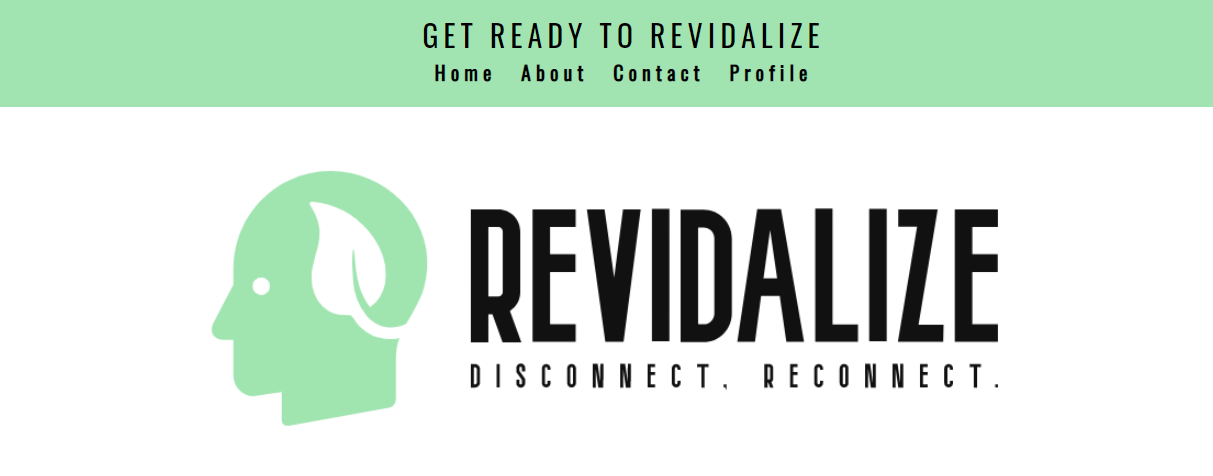 GET READY TO REVIDALIZE
Home About Contact Profile
REVIDALIZE
DISCONNECT, RECONNECT.